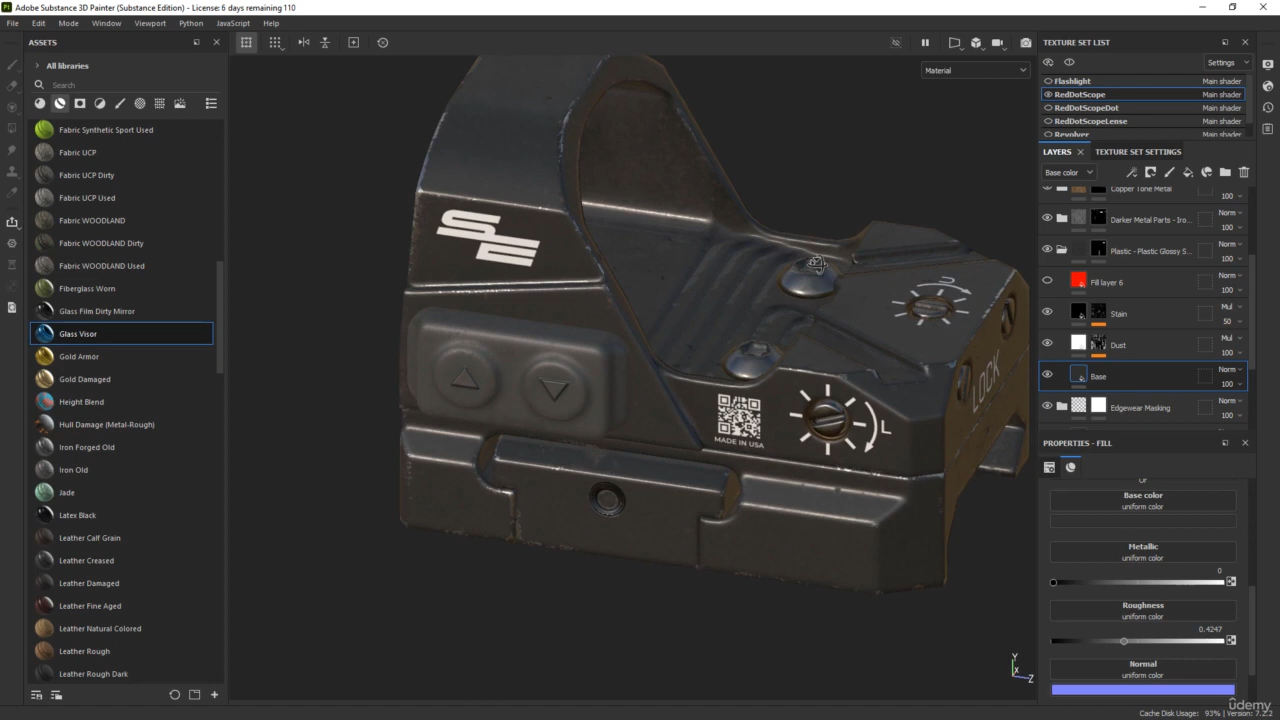 Adobe Substance 3D Painter (Substance Edition) - License: 6 days remaining 110
File Edit Mode Window Viewport Python JavaScript Help
ASSETS
All libraries
Search
Fabric Synthetic Sport Used
Fabric UCP
Fabric UCP Dirty
Fabric UCP Used
Fabric WOODLAND
Fabric WOODLAND Dirty
Fabric WOODLAND Used
Fiberglass Worn
Glass Film Dirty Mirror
Glass Visor
Gold Armor
Gold Damaged
Height Blend
Hull Damage (Metal-Rough)
Iron Forged Old
Iron Old
Jade
Latex Black
Leather Calf Grain
Leather Creased
Leather Damaged
Leather Fine Aged
Leather Natural Colored
Leather Rough
Leather Rough Dark
Material
SE
U
LOCK
L
MADE IN USA
Y
X
Z
TEXTURE SET LIST
Settings
Flashlight Main shader
RedDotScope Main shader
RedDotScopeDot Main shader
RedDotScopeLense Main shader
Revolver Main shader
LAYERS TEXTURE SET SETTINGS
Base color
Copper Tone Metal
100
Darker Metal Parts - Iro... Norm
100
Plastic - Plastic Glossy S... Norm
100
Fill layer 6 Norm
100
Stain Mul
50
Dust Mul
100
Base Norm
100
Edgewear Masking Norm
100
PROPERTIES - FILL
Or
Base color
uniform color
Metallic
uniform color
0
Roughness
uniform color
0.4247
Normal
uniform color
Cache Disk Usage: 93% | Version: 7.2.2
udemy